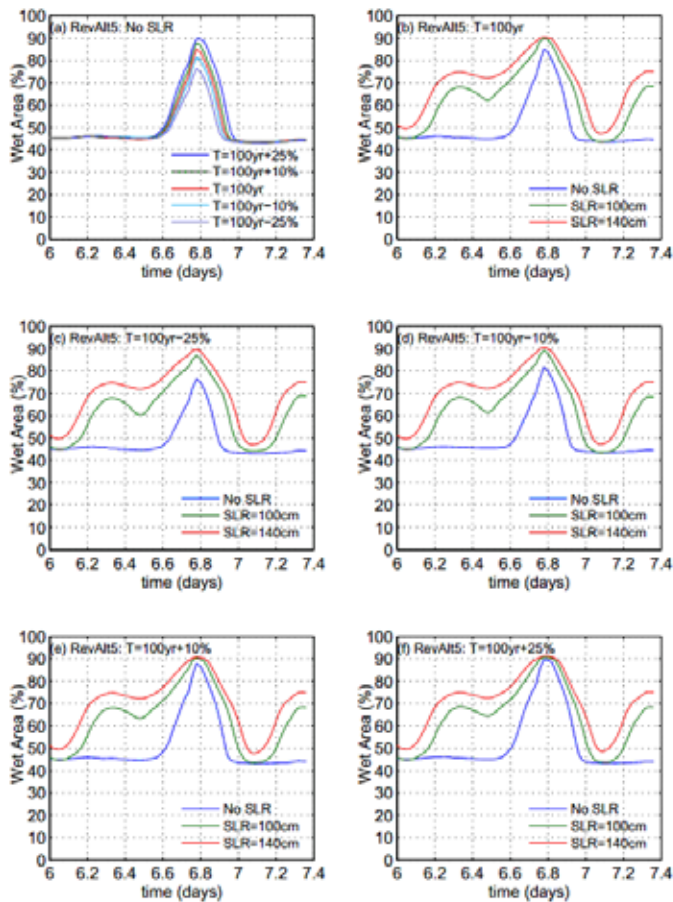 (a) RevAlt5: No SLR
100
90
80
70
60
50
40
30
20
10
0
Wet Area (%)
T=100yr+25%
T=100yr+10%
T=100yr
T=100yr−10%
T=100yr−25%
6 6.2 6.4 6.6 6.8 7 7.2 7.4
time (days)
(b) RevAlt5: T=100yr
100
90
80
70
60
50
40
30
20
10
0
Wet Area (%)
No SLR
SLR=100cm
SLR=140cm
6 6.2 6.4 6.6 6.8 7 7.2 7.4
time (days)
(c) RevAlt5: T=100yr−25%
100
90
80
70
60
50
40
30
20
10
0
Wet Area (%)
No SLR
SLR=100cm
SLR=140cm
6 6.2 6.4 6.6 6.8 7 7.2 7.4
time (days)
(d) RevAlt5: T=100yr−10%
100
90
80
70
60
50
40
30
20
10
0
Wet Area (%)
No SLR
SLR=100cm
SLR=140cm
6 6.2 6.4 6.6 6.8 7 7.2 7.4
time (days)
(e) RevAlt5: T=100yr+10%
100
90
80
70
60
50
40
30
20
10
0
Wet Area (%)
No SLR
SLR=100cm
SLR=140cm
6 6.2 6.4 6.6 6.8 7 7.2 7.4
time (days)
(f) RevAlt5: T=100yr+25%
100
90
80
70
60
50
40
30
20
10
0
Wet Area (%)
No SLR
SLR=100cm
SLR=140cm
6 6.2 6.4 6.6 6.8 7 7.2 7.4
time (days)